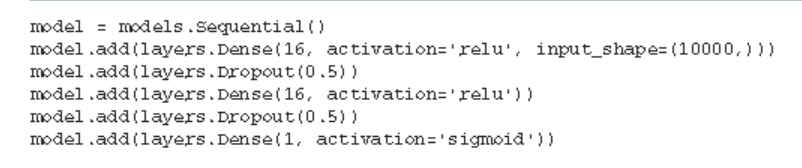 model = models.Sequential()
model.add(layers.Dense(16, activation='relu', input_shape=(10000,)))
model.add(layers.Dropout(0.5))
model.add(layers.Dense(16, activation='relu'))
model.add(layers.Dropout(0.5))
model.add(layers.Dense(1, activation='sigmoid'))